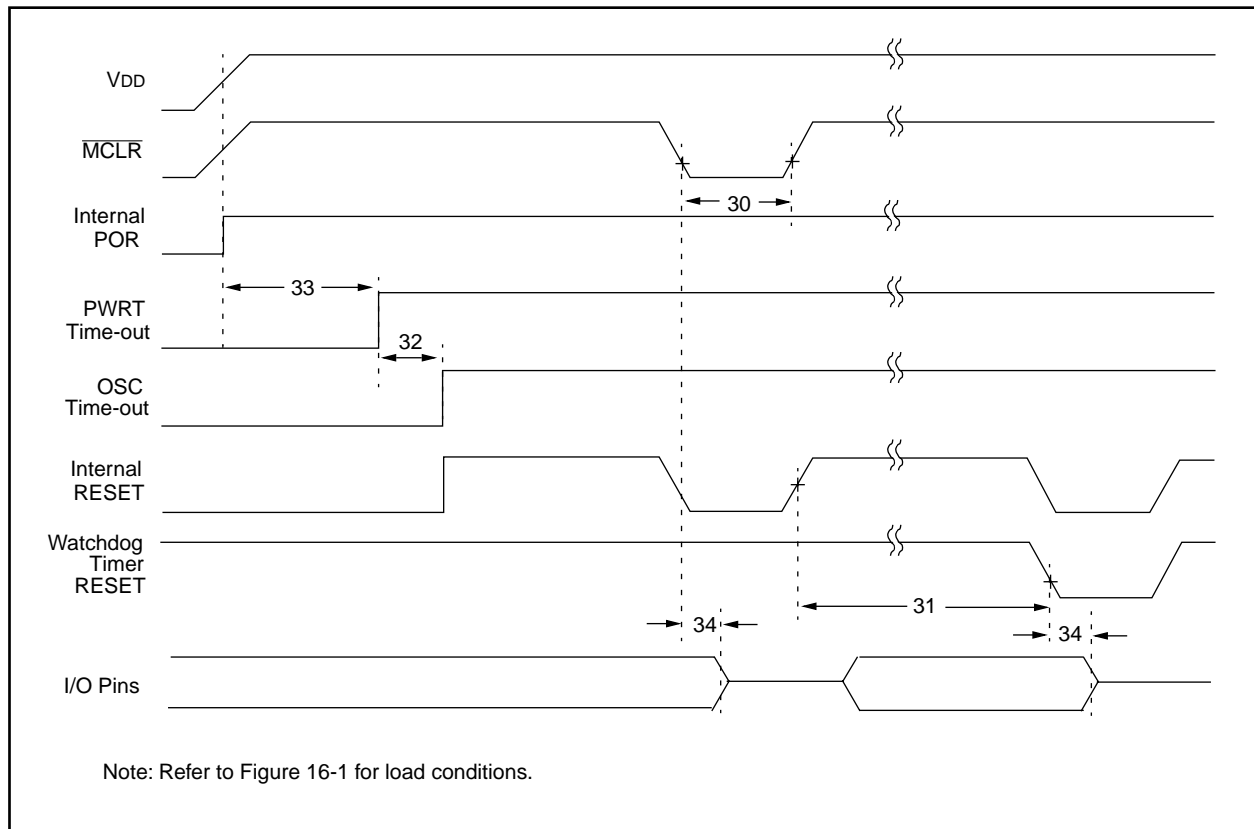 VDD
MCLR
30
Internal
POR
33
PWRT
Time-out
32
OSC
Time-out
Internal
RESET
Watchdog
Timer
RESET
31
34
34
I/O Pins
Note: Refer to Figure 16-1 for load conditions.